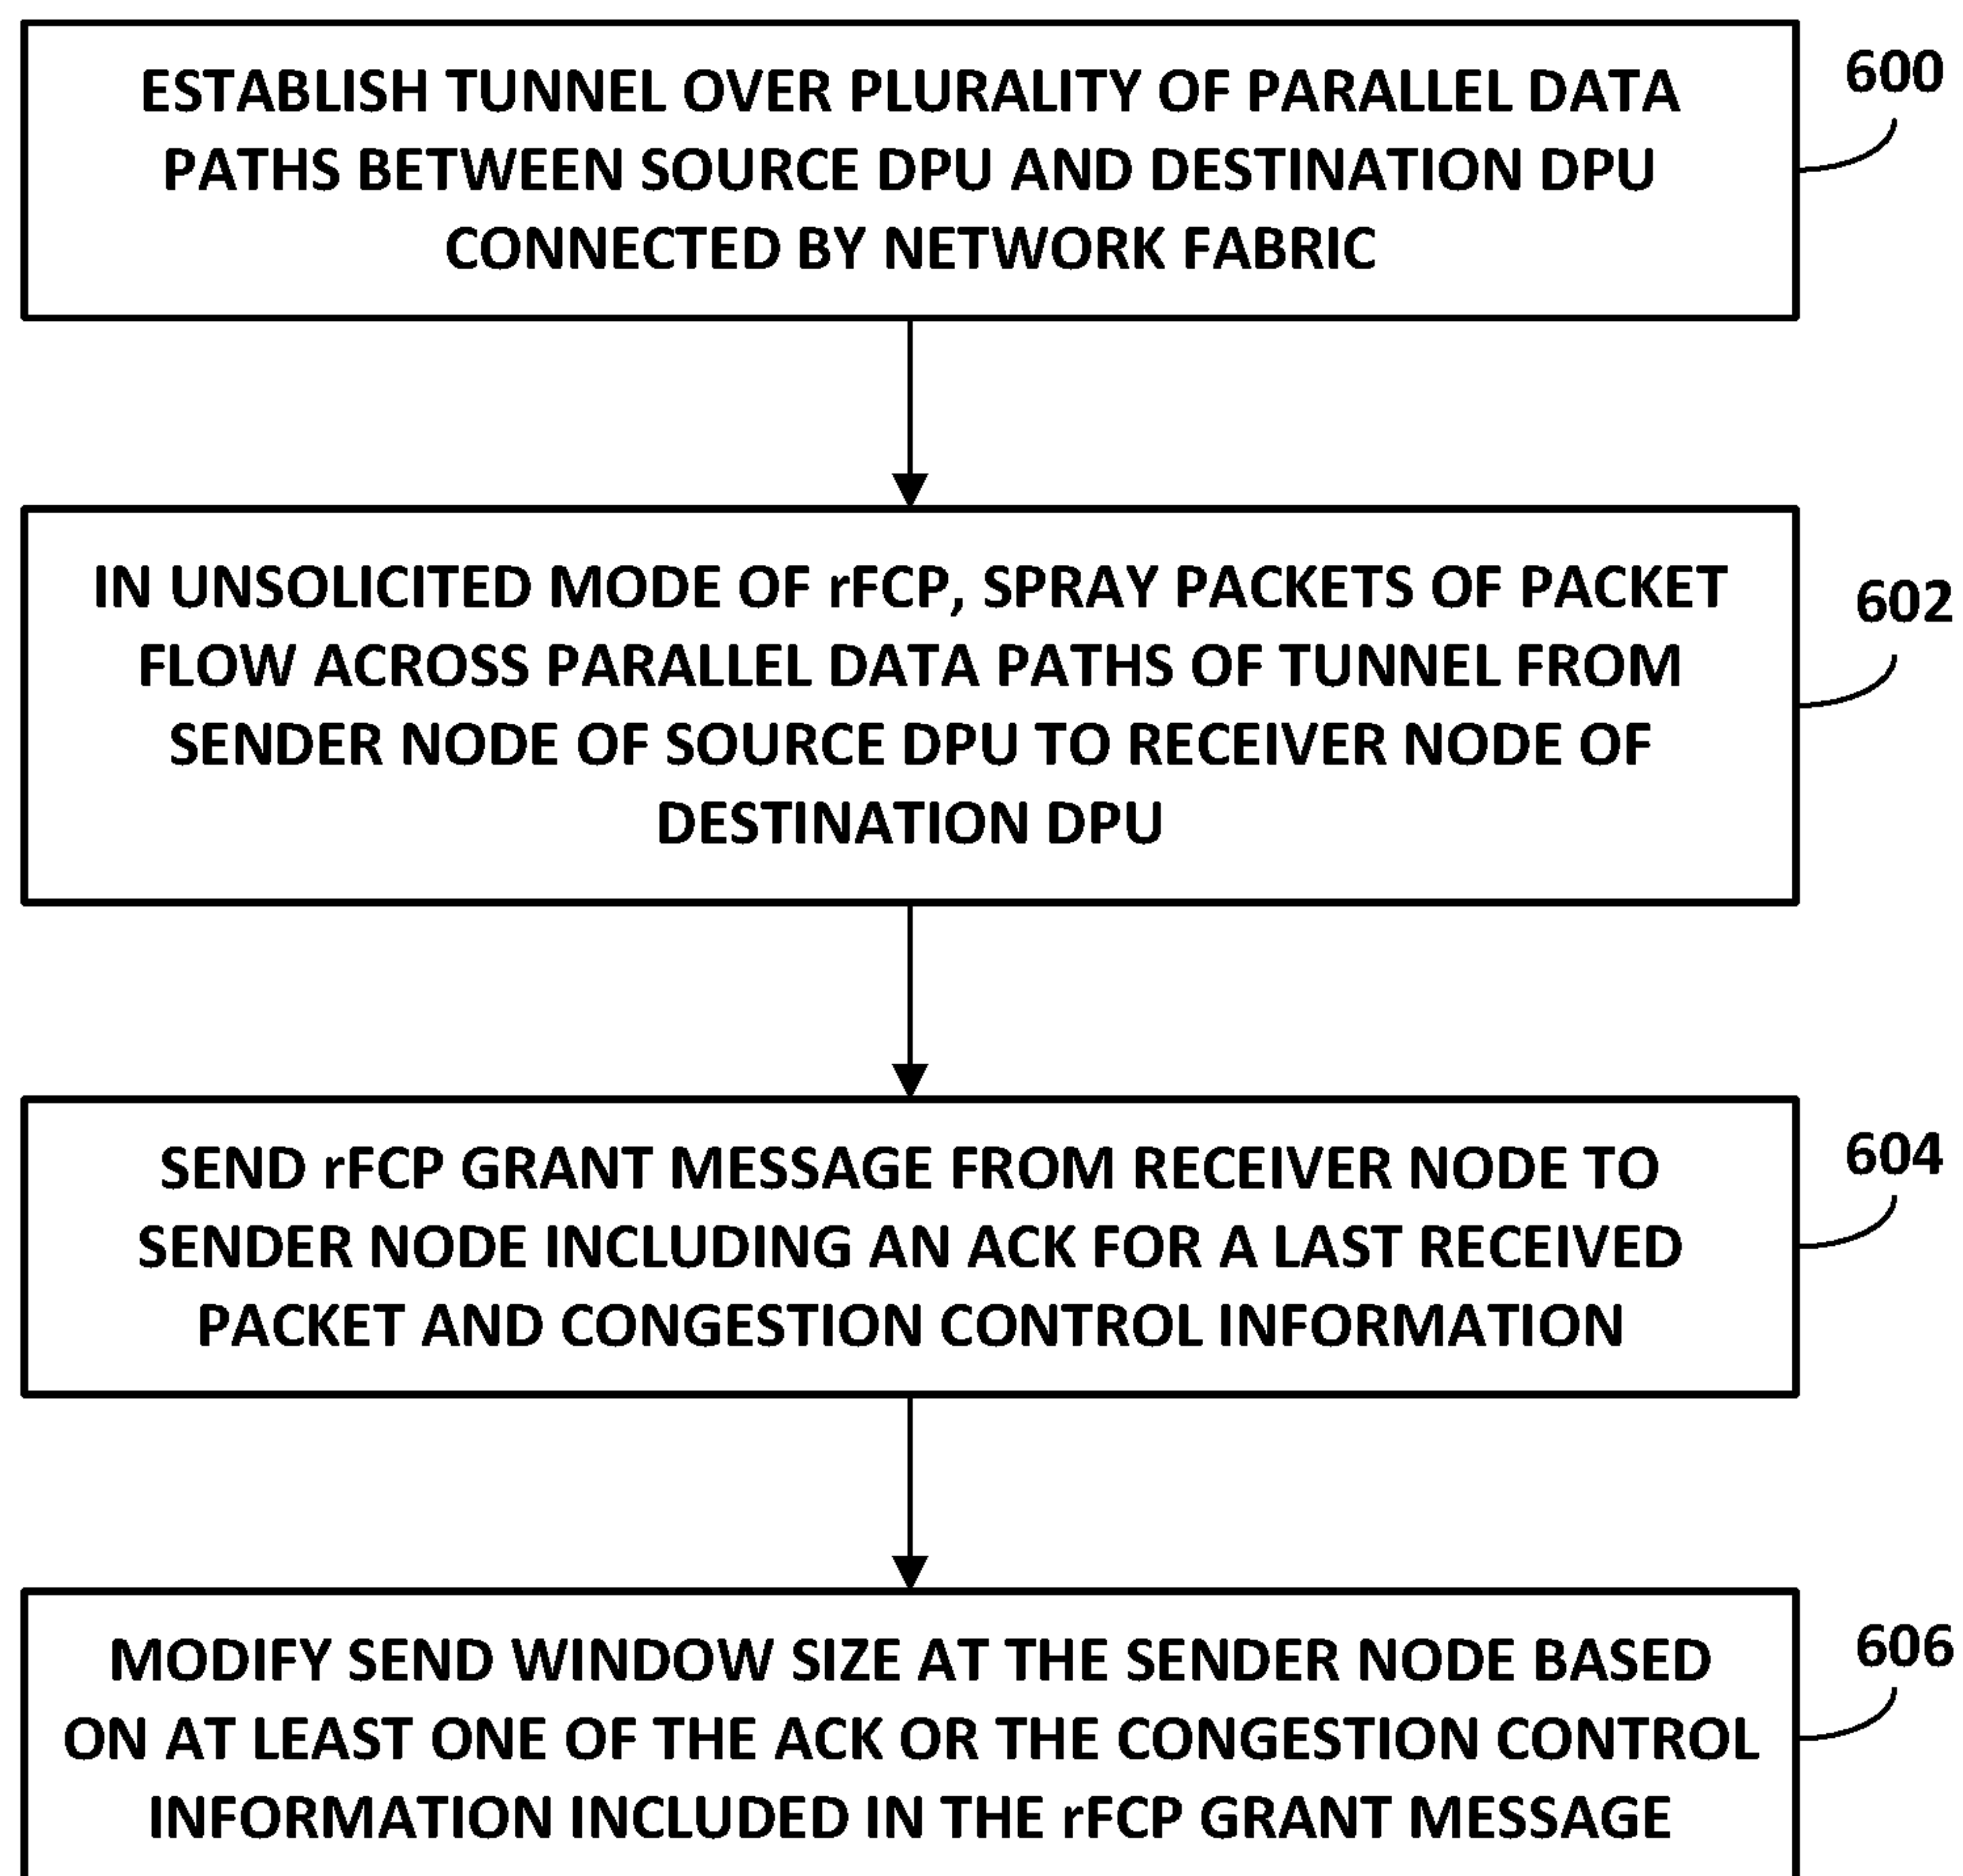 ESTABLISH TUNNEL OVER PLURALITY OF PARALLEL DATA
PATHS BETWEEN SOURCE DPU AND DESTINATION DPU
CONNECTED BY NETWORK FABRIC
600
IN UNSOLICITED MODE OF rFCP, SPRAY PACKETS OF PACKET
FLOW ACROSS PARALLEL DATA PATHS OF TUNNEL FROM
SENDER NODE OF SOURCE DPU TO RECEIVER NODE OF
DESTINATION DPU
602
SEND rFCP GRANT MESSAGE FROM RECEIVER NODE TO
SENDER NODE INCLUDING AN ACK FOR A LAST RECEIVED
PACKET AND CONGESTION CONTROL INFORMATION
604
MODIFY SEND WINDOW SIZE AT THE SENDER NODE BASED
ON AT LEAST ONE OF THE ACK OR THE CONGESTION CONTROL
INFORMATION INCLUDED IN THE rFCP GRANT MESSAGE
606